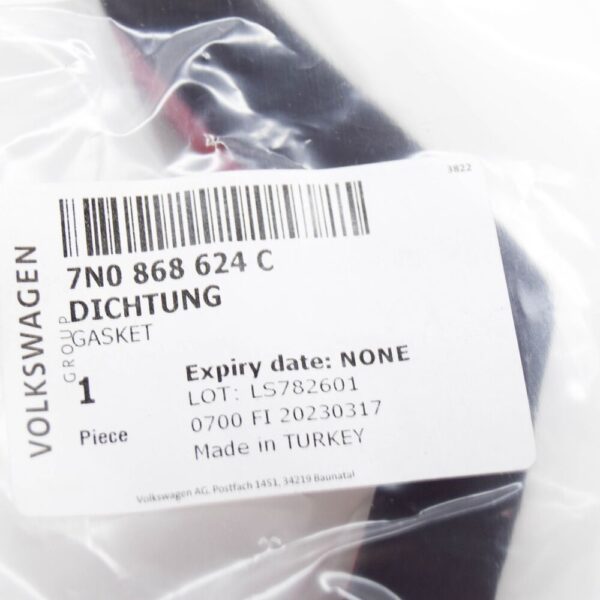 3822
VOLKSWAGEN
GROUP
7N0 868 624 C
DICHTUNG
GASKET
1
Piece
Expiry date: NONE
LOT: LS782601
0700 FI 20230317
Made in TURKEY
Volkswagen AG, Postfach 1451, 34219 Baunatal